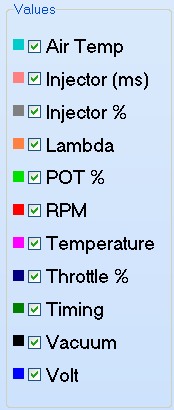 Values
Air Temp
Injector (ms)
Injector %
Lambda
POT %
RPM
Temperature
Throttle %
Timing
Vacuum
Volt